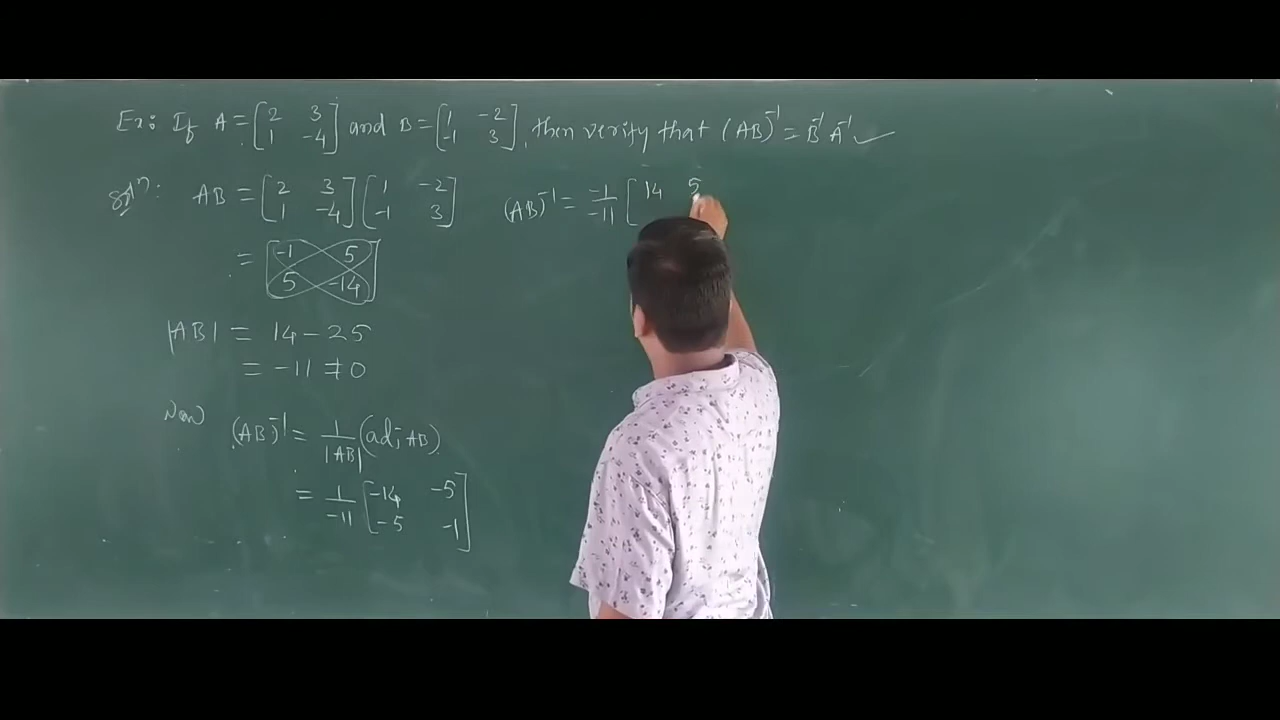 Ex: If A = [2 3 1 -4] and B = [1 -2 -1 3], then verify that (AB)⁻¹ = B⁻¹ A⁻¹ ✓
Solⁿ: AB = [2 3 1 -4] [1 -2 -1 3]
= [-1 5 5 -14]
|AB| = 14 - 25
= -11 ≠ 0
Now
(AB)⁻¹ = 1/|AB| (adj AB)
= 1/-11 [-14 -5 -5 -1]
(AB)⁻¹ = -1/-11 [14 5